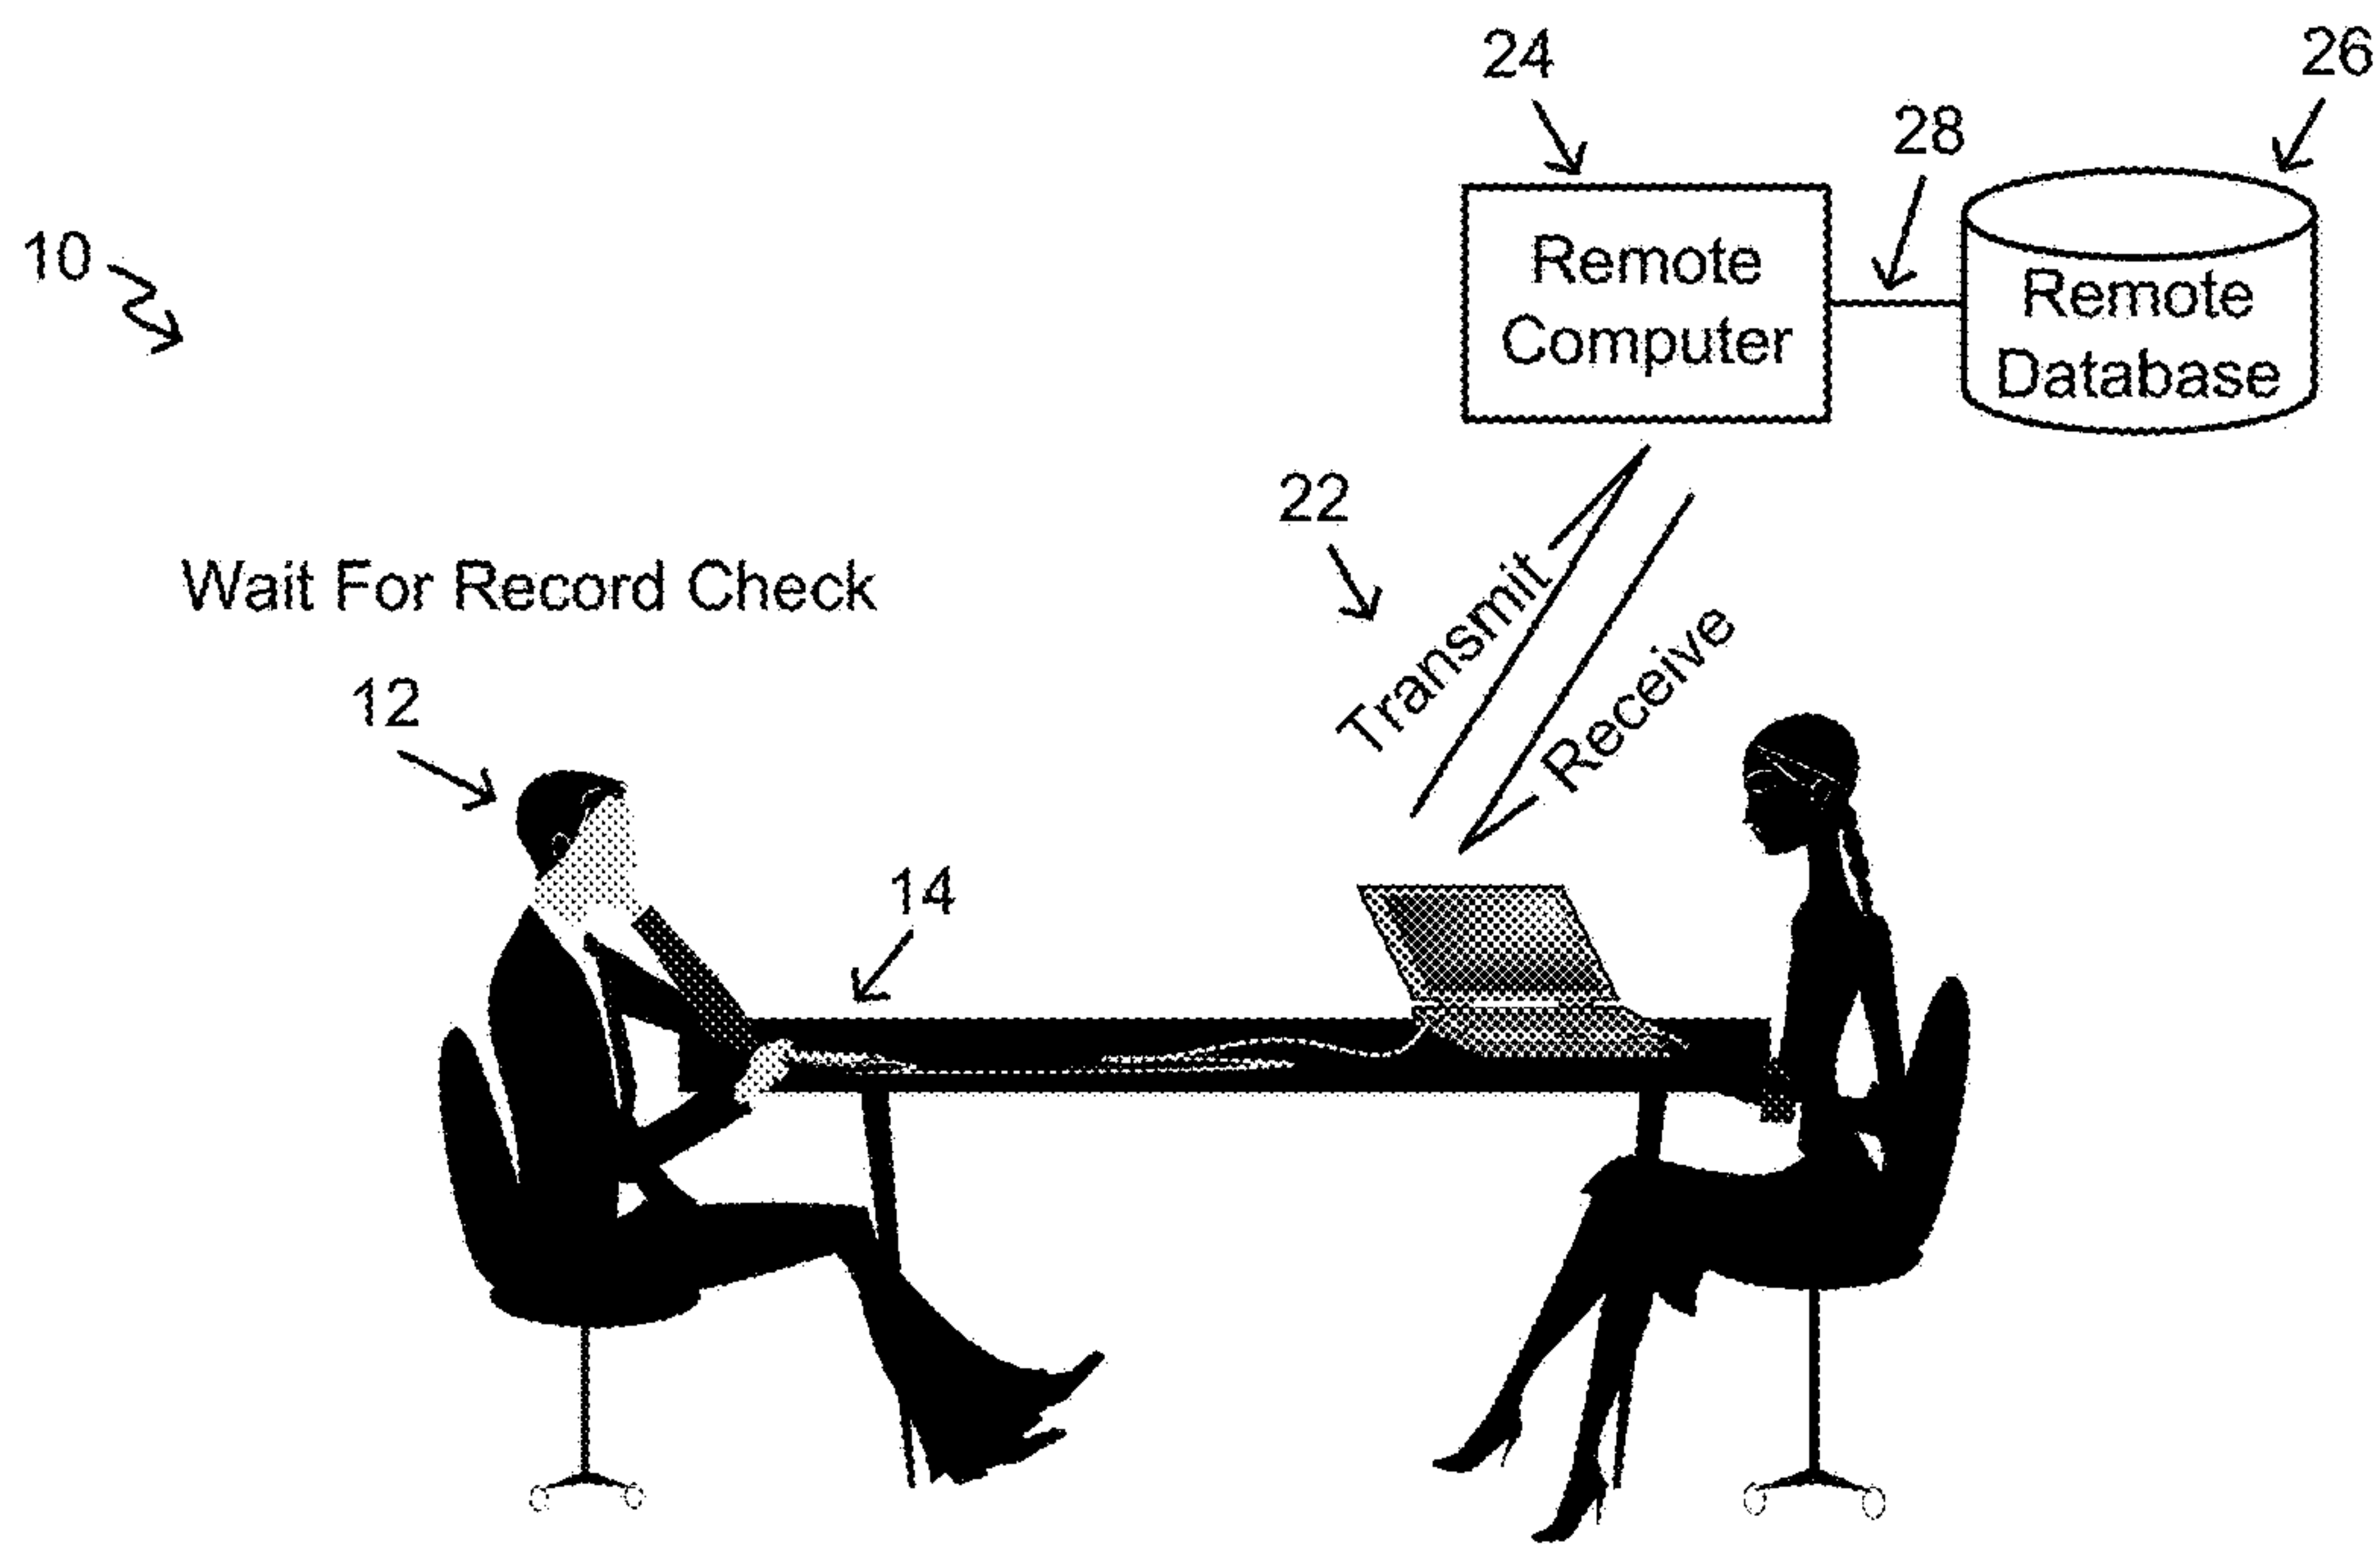 24
26
28
10
Remote
Computer
Remote
Database
22
Transmit
Receive
Wait For Record Check
12
14